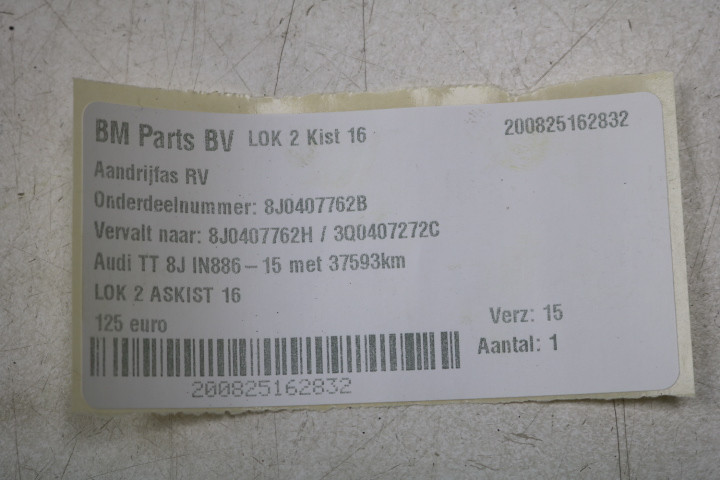 BM Parts BV LOK 2 Kist 16 200825162832
Aandrijfas RV
Onderdeelnummer: 8J0407762B
Vervalt naar: 8J0407762H / 3Q0407272C
Audi TT 8J IN886-15 met 37593km
LOK 2 ASKIST 16
125 euro Verz: 15
Aantal: 1
200825162832